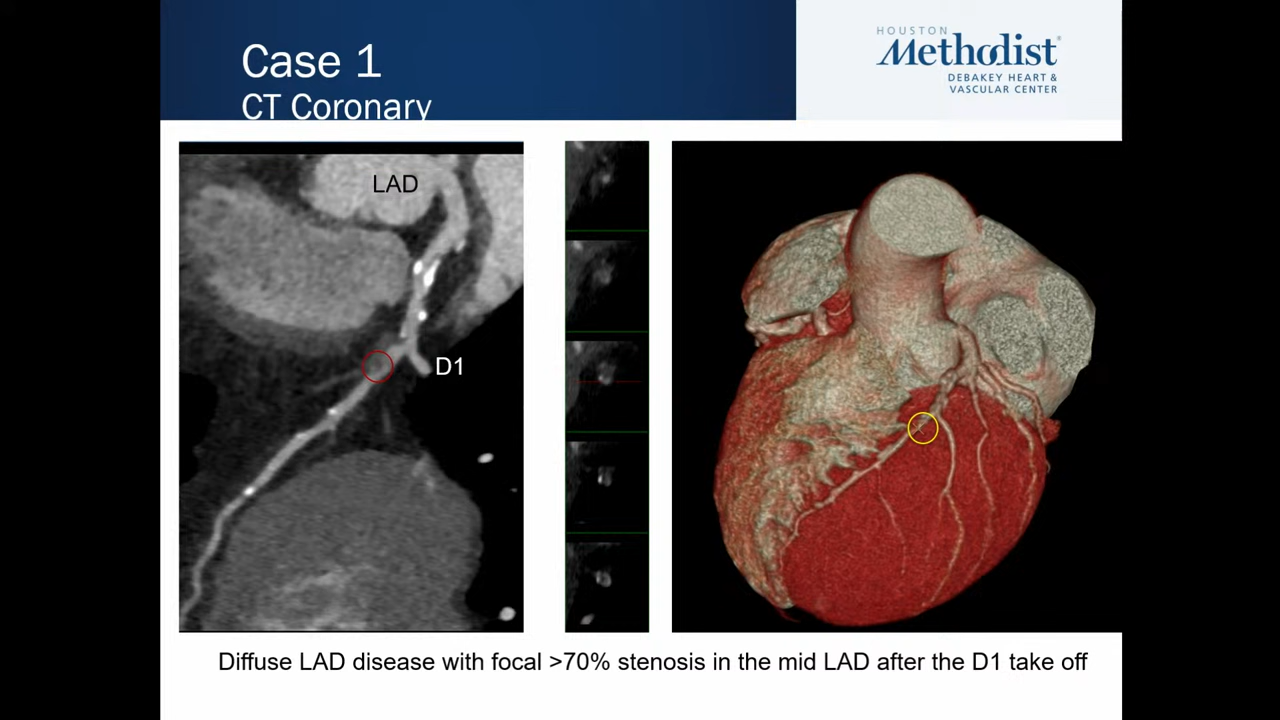 Case 1
CT Coronary
HOUSTON
Methodist®
DEBAKEY HEART &
VASCULAR CENTER
LAD
D1
Diffuse LAD disease with focal >70% stenosis in the mid LAD after the D1 take off